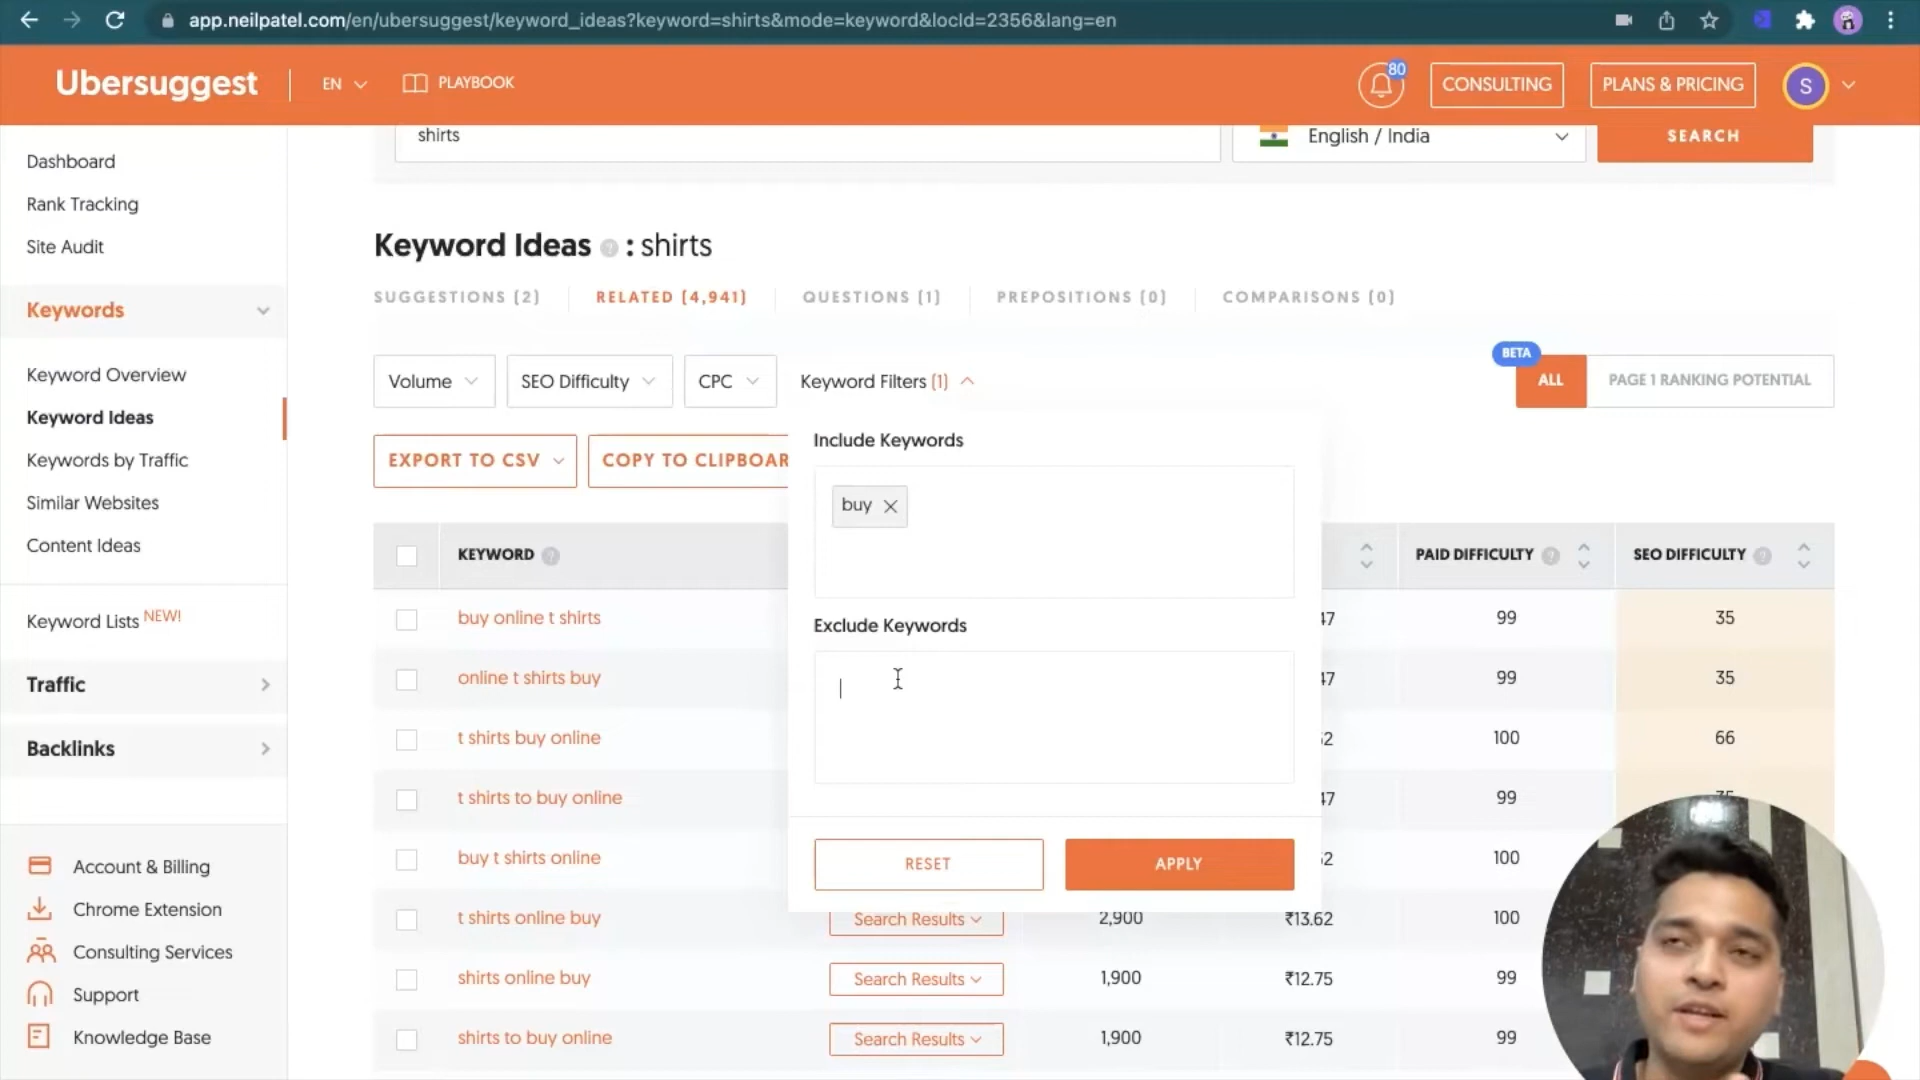 app.neilpatel.com/en/ubersuggest/keyword_ideas?keyword=shirts&mode=keyword&locId=2356&lang=en
Ubersuggest
EN
PLAYBOOK
80
CONSULTING
PLANS & PRICING
S
shirts
English / India
SEARCH
Dashboard
Rank Tracking
Site Audit
Keywords
Keyword Overview
Keyword Ideas
Keywords by Traffic
Similar Websites
Content Ideas
Keyword Lists NEW!
Traffic
Backlinks
Account & Billing
Chrome Extension
Consulting Services
Support
Knowledge Base
Keyword Ideas ? : shirts
SUGGESTIONS (2) RELATED (4,941) QUESTIONS (1) PREPOSITIONS (0) COMPARISONS (0)
Volume SEO Difficulty CPC Keyword Filters (1)
BETA
ALL PAGE 1 RANKING POTENTIAL
EXPORT TO CSV COPY TO CLIPBOAR
Include Keywords
buy
Exclude Keywords
RESET APPLY
KEYWORD ? PAID DIFFICULTY ? SEO DIFFICULTY ?
buy online t shirts 47 99 35
online t shirts buy 47 99 35
t shirts buy online 62 100 66
t shirts to buy online 47 99
buy t shirts online 62 100
t shirts online buy Search Results 2,900 ₹13.62 100
shirts online buy Search Results 1,900 ₹12.75 99
shirts to buy online Search Results 1,900 ₹12.75 99